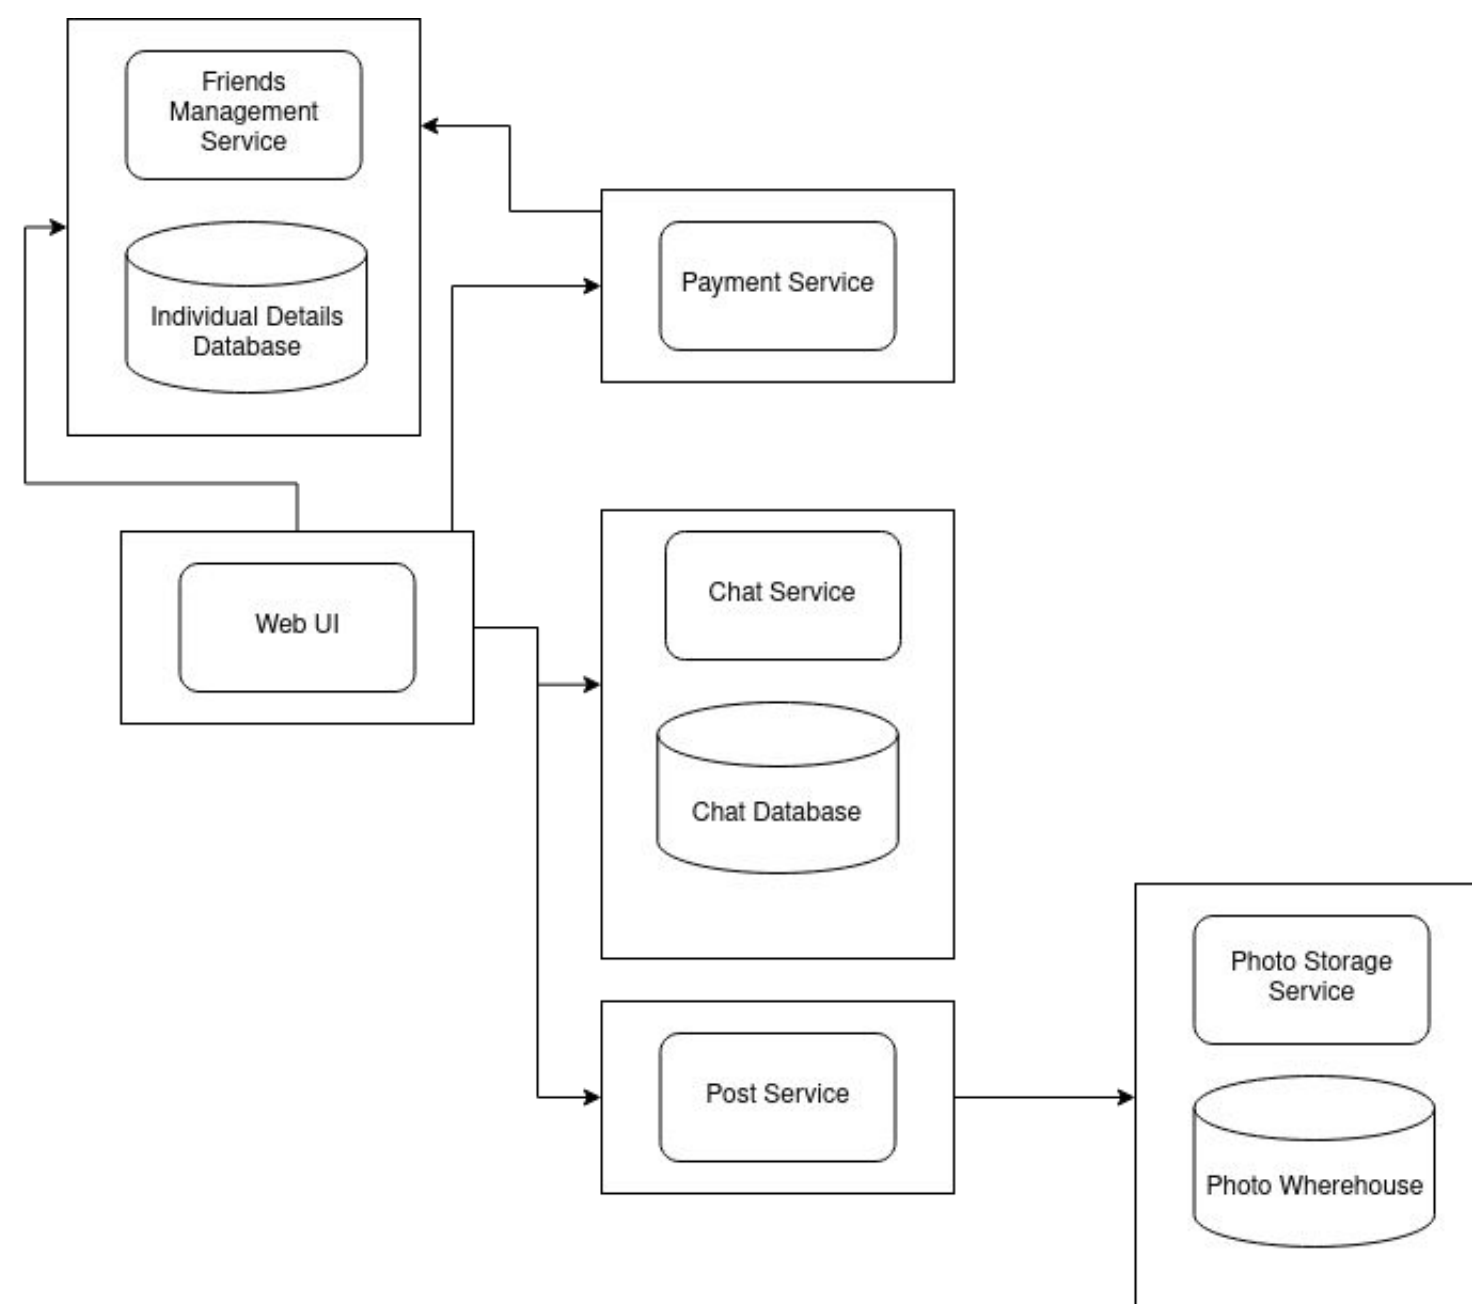 Friends
Management
Service
Individual Details
Database
Payment Service
Web UI
Chat Service
Chat Database
Post Service
Photo Storage
Service
Photo Wherehouse